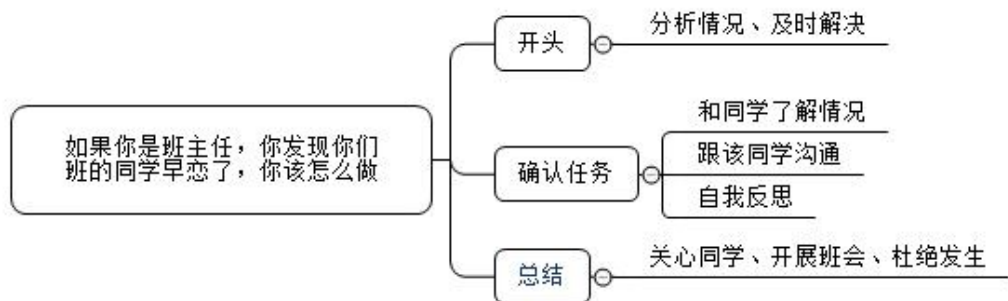 如果你是班主任，你发现你们
班的同学早恋了，你该怎么做
开头
分析情况、及时解决
确认任务
和同学了解情况
跟该同学沟通
自我反思
总结
关心同学、开展班会、杜绝发生